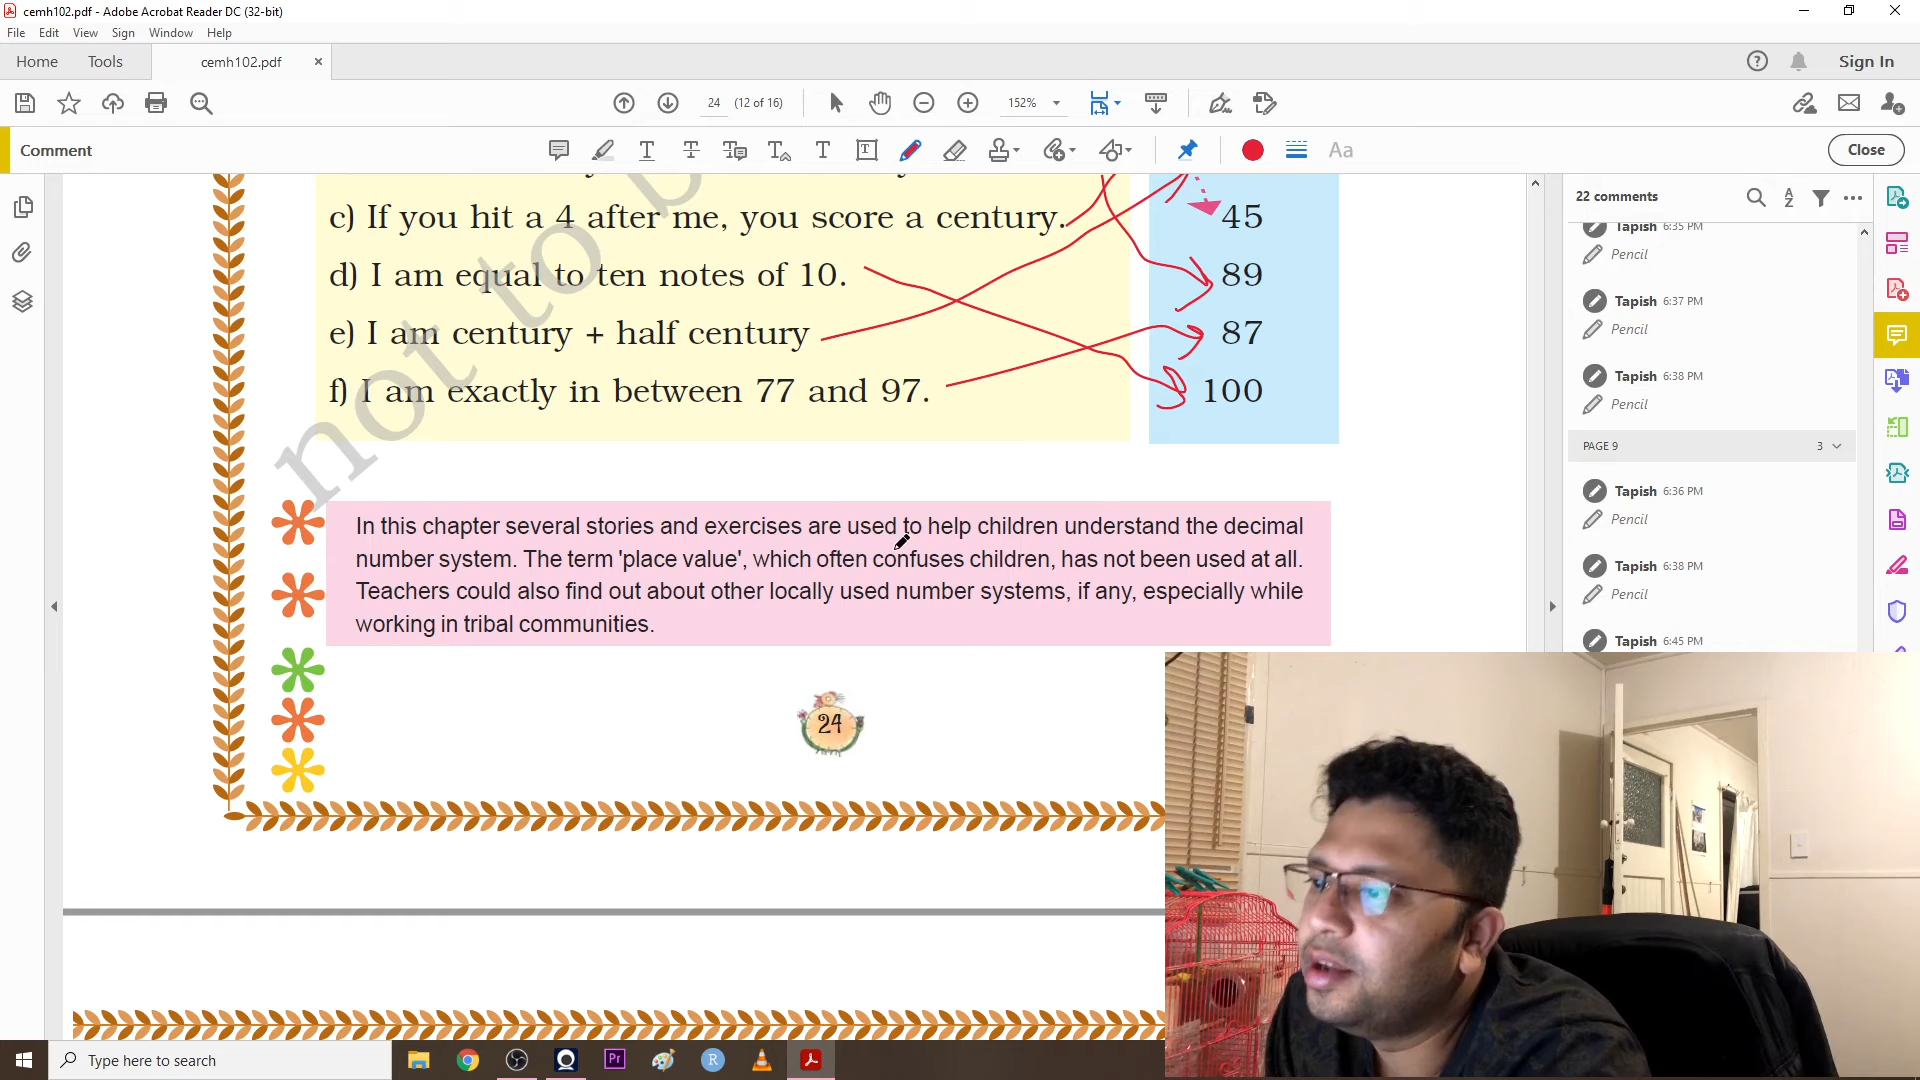 cemh102.pdf - Adobe Acrobat Reader DC (32-bit)
File Edit View Sign Window Help
Home Tools cemh102.pdf × Sign In
24 (12 of 16) 152%
Comment Aa Close
22 comments
c) If you hit a 4 after me, you score a century. 45
d) I am equal to ten notes of 10. 89
e) I am century + half century 87
f) I am exactly in between 77 and 97. 100
not to b
In this chapter several stories and exercises are used to help children understand the decimal
number system. The term 'place value', which often confuses children, has not been used at all.
Teachers could also find out about other locally used number systems, if any, especially while
working in tribal communities.
24
Tapish 6:35 PM
Pencil
Tapish 6:37 PM
Pencil
Tapish 6:38 PM
Pencil
PAGE 9 3
Tapish 6:36 PM
Pencil
Tapish 6:38 PM
Pencil
Tapish 6:45 PM
Type here to search
Pr R